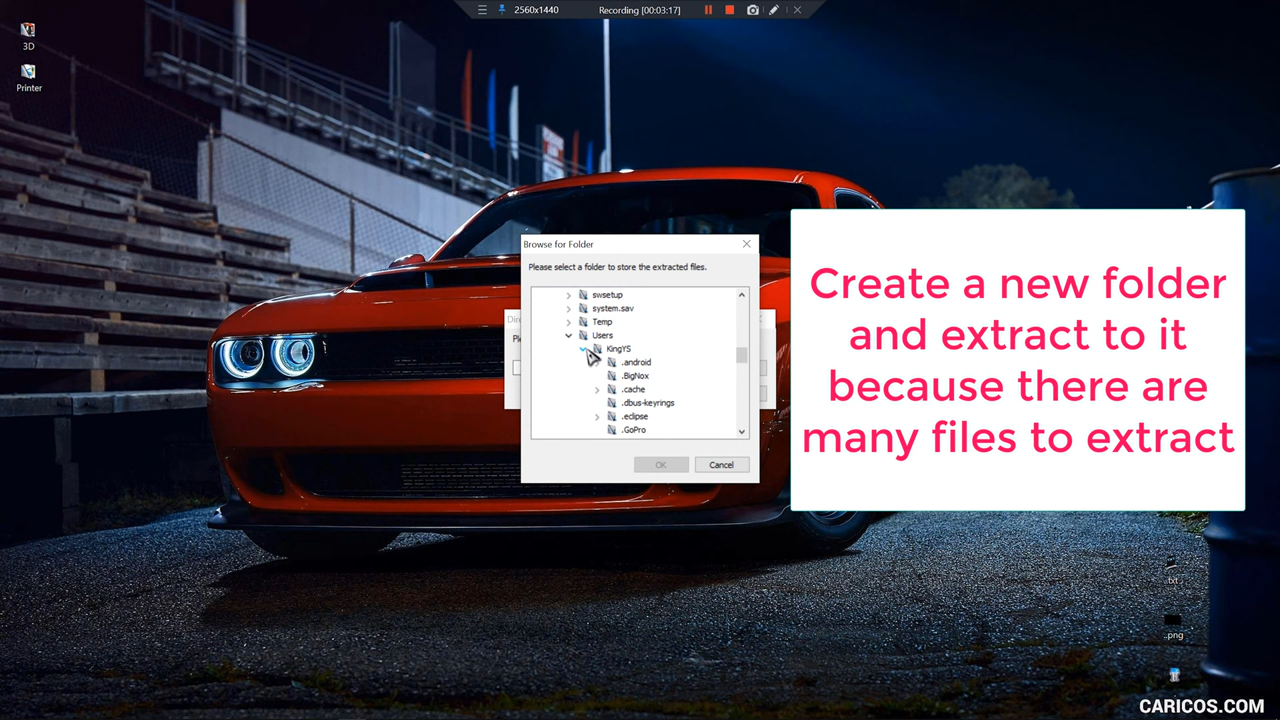 2560x1440 Recording [00:03:17]
3D
Printer
Browse for Folder
Please select a folder to store the extracted files.
swsetup
system.sav
Temp
Users
KingYS
.android
.BigNox
.cache
.dbus-keyrings
.eclipse
.GoPro
OK Cancel
Create a new folder
and extract to it
because there are
many files to extract
.txt
..png
CARICOS.COM